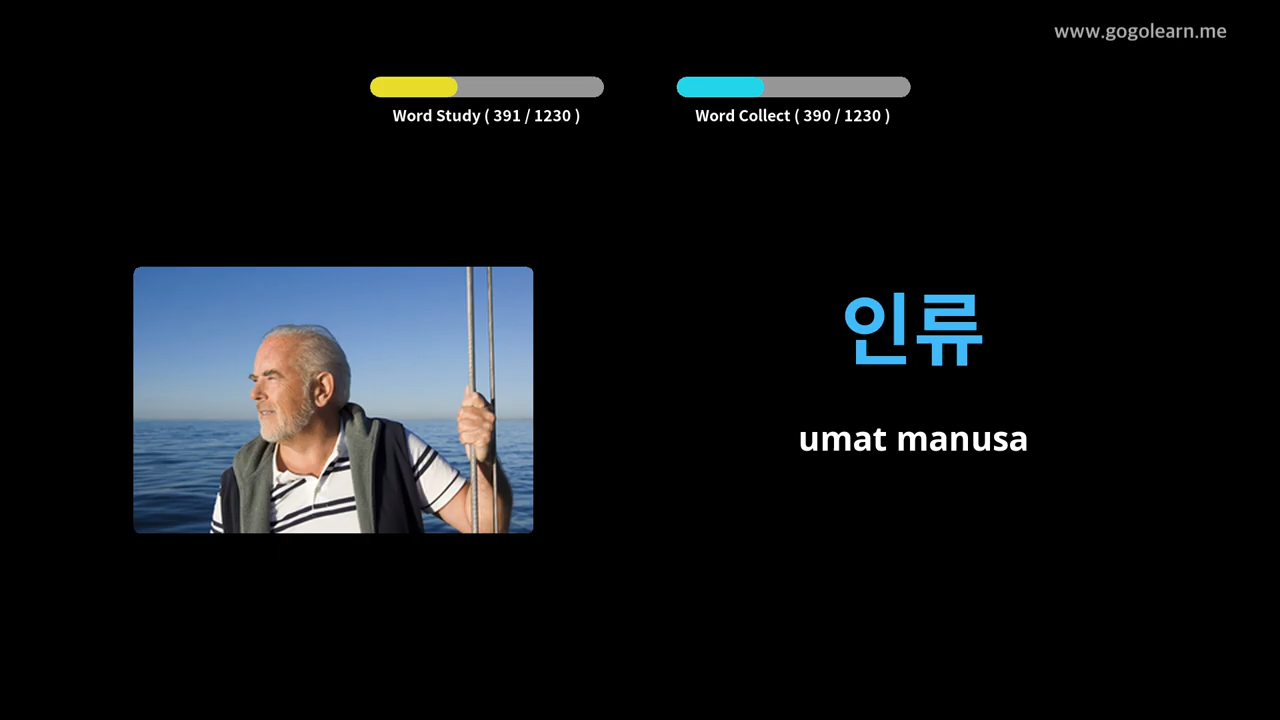 www.gogolearn.me
Word Study ( 391 / 1230 )
Word Collect ( 390 / 1230 )
인류
umat manusa